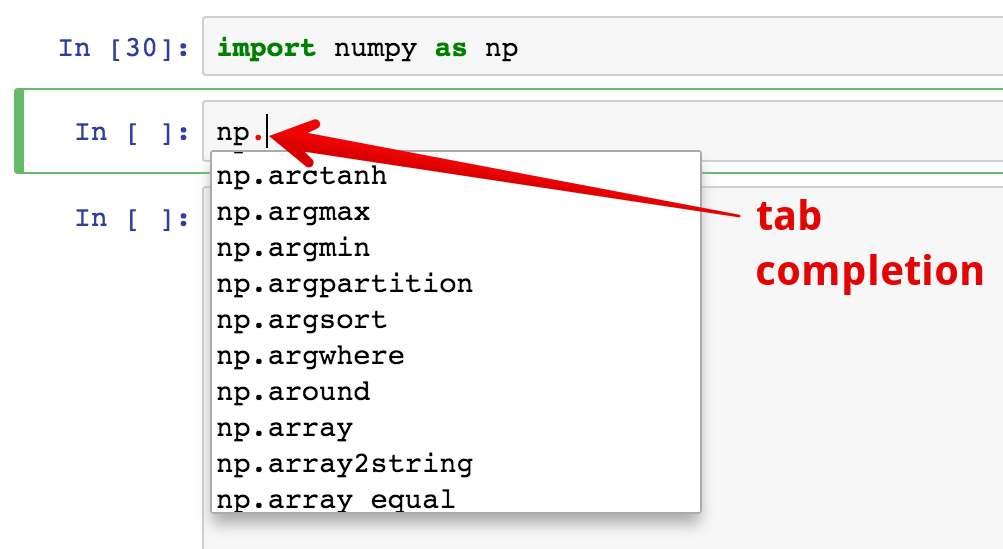 In [30]: import numpy as np
In [ ]: np.
np.arctanh
np.argmax
np.argmin
np.argpartition
np.argsort
np.argwhere
np.around
np.array
np.array2string
np.array_equal
In [ ]:
tab
completion